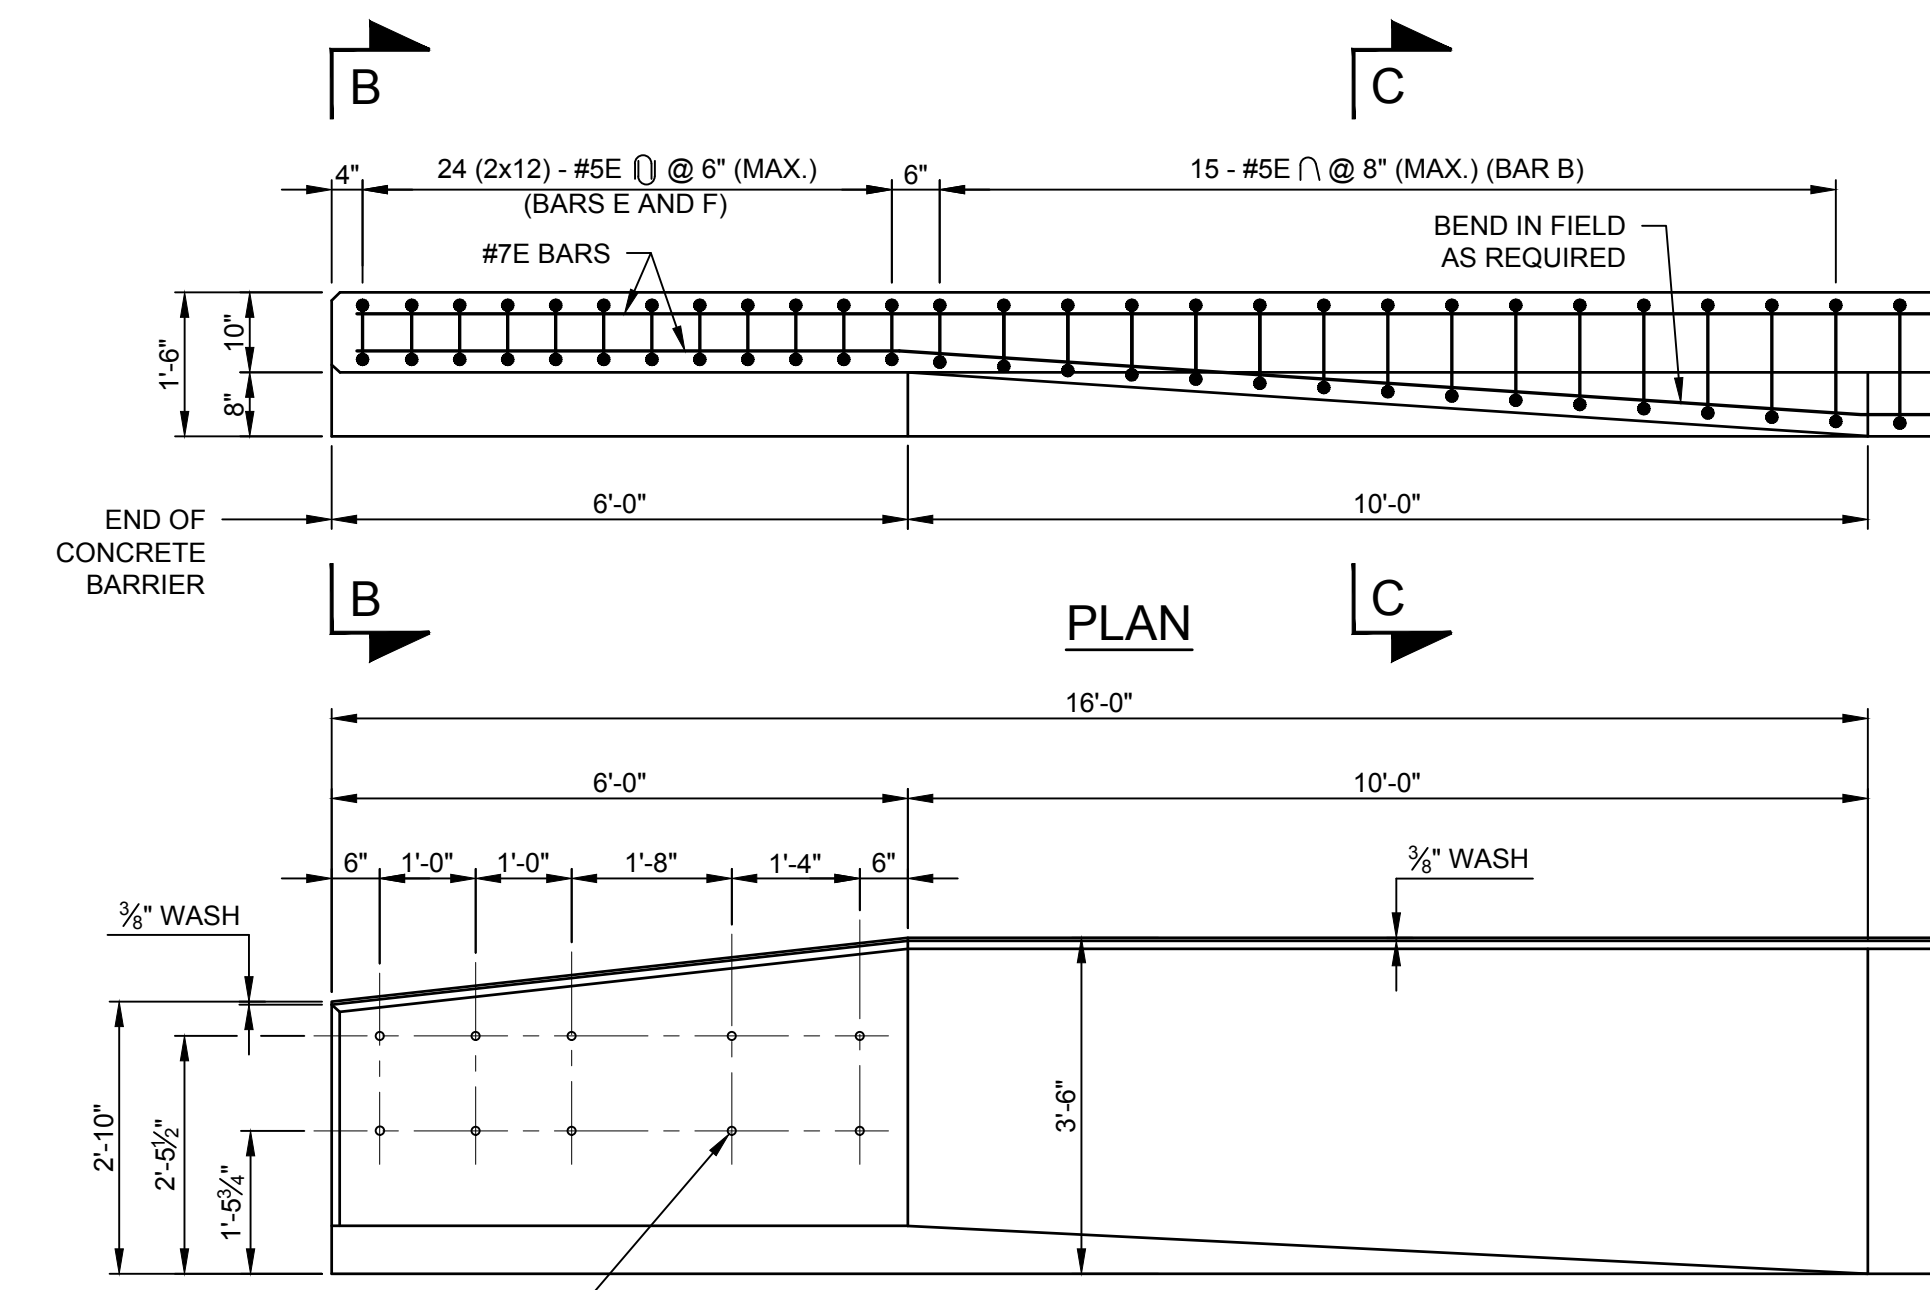 B
C
4"
24 (2x12) - #5E @ 6" (MAX.)
(BARS E AND F)
6"
15 - #5E @ 8" (MAX.) (BAR B)
#7E BARS
BEND IN FIELD
AS REQUIRED
1'-6"
10"
8"
6'-0"
10'-0"
END OF
CONCRETE
BARRIER
B
PLAN
C
16'-0"
6'-0"
10'-0"
6"
1'-0"
1'-0"
1'-8"
1'-4"
6"
⅜" WASH
⅜" WASH
2'-10"
2'-5½"
1'-5¾"
3'-6"